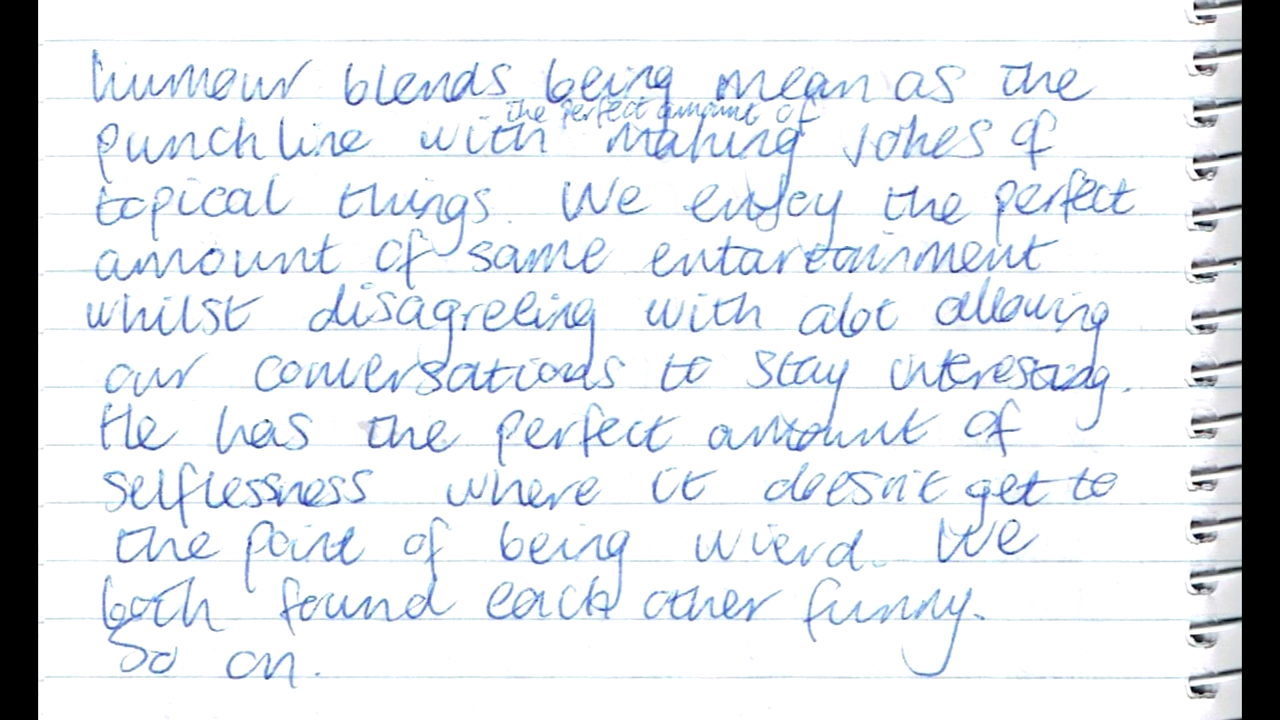 humour blends being mean as the
the perfect amount of
punchline with making jokes of
topical things. We enjoy the perfect
amount of same entartainment
whilst disagreeing with alot allowing
our conversations to stay interesting.
He has the perfect amount of
selflessness where it doesn't get to
the point of being wierd. We
both found each other funny.
So on.